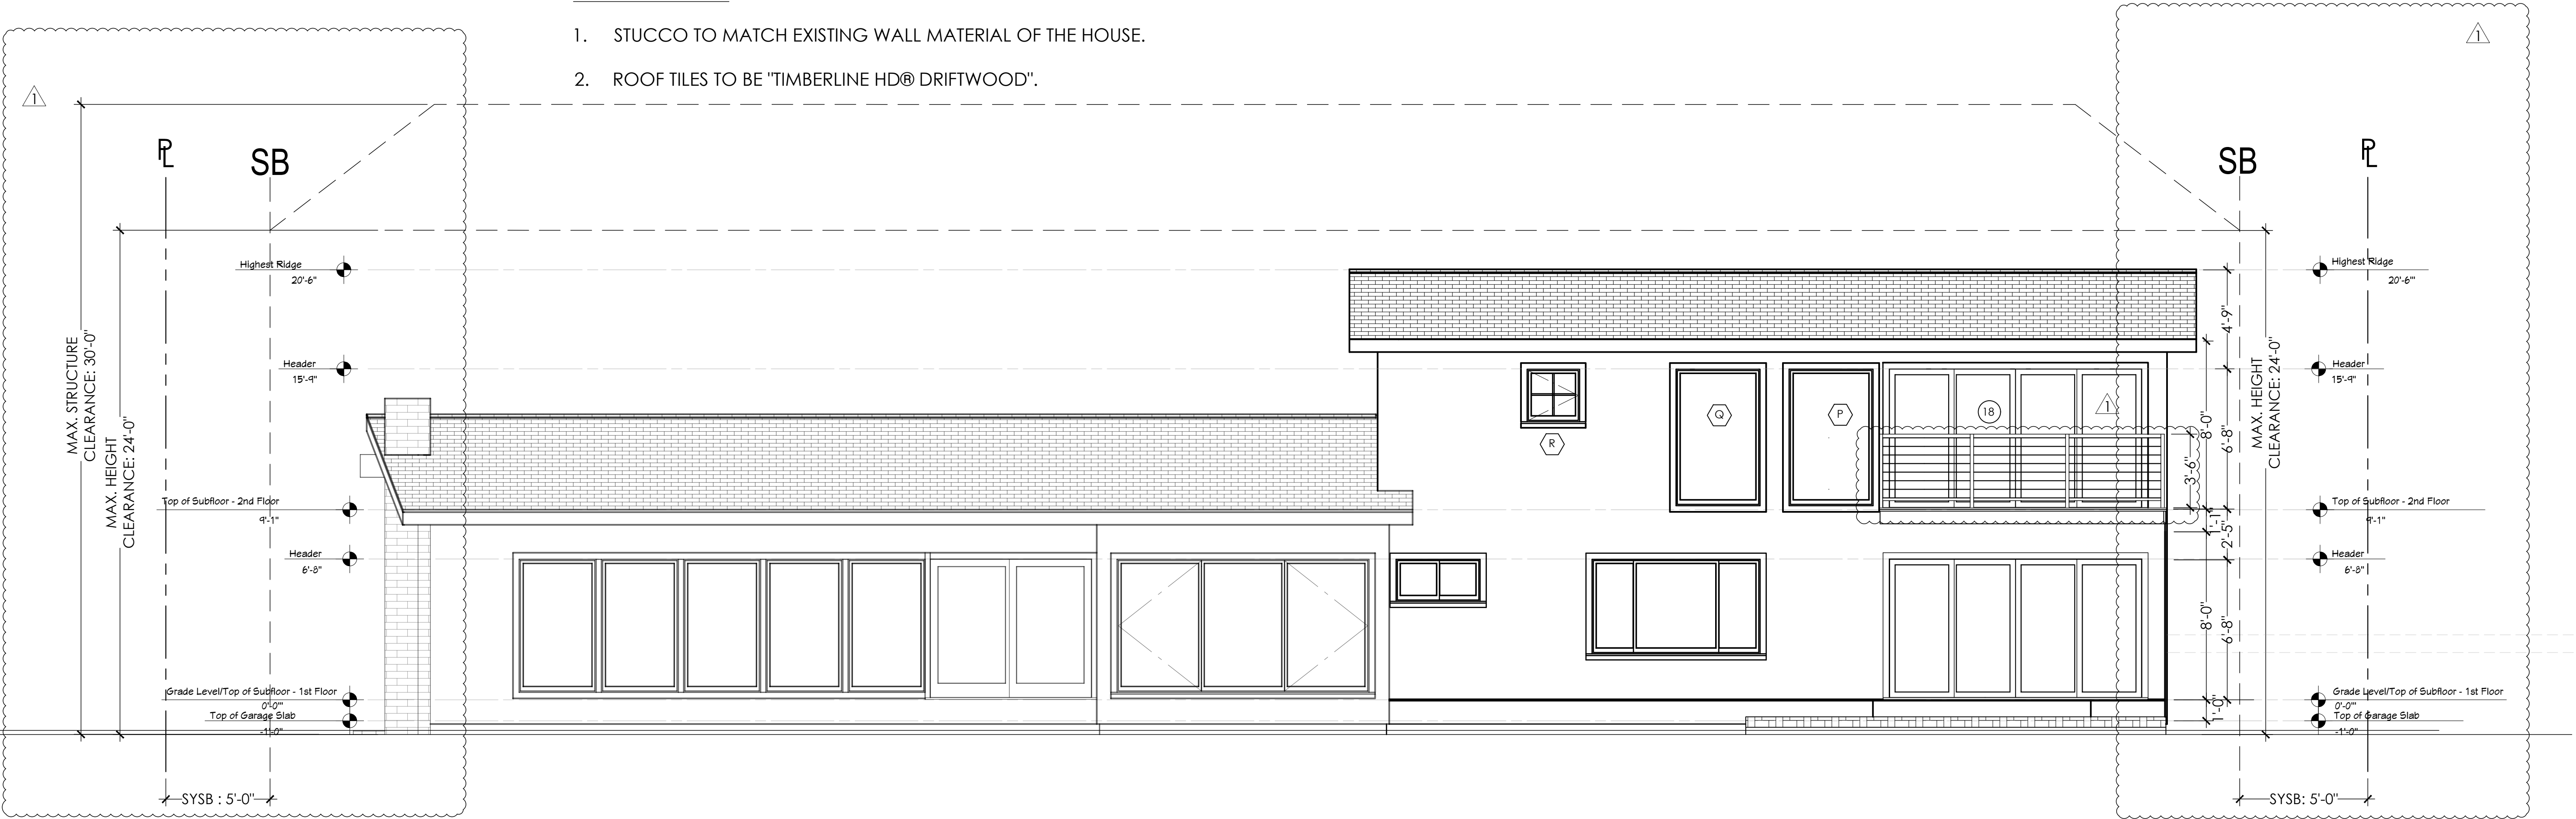 1. STUCCO TO MATCH EXISTING WALL MATERIAL OF THE HOUSE.
2. ROOF TILES TO BE "TIMBERLINE HD® DRIFTWOOD".
1
1
PL
SB
SB
PL
MAX. STRUCTURE
CLEARANCE: 30'-0"
MAX. HEIGHT
CLEARANCE: 24'-0"
Highest Ridge
20'-6"
Header
15'-9"
Top of Subfloor - 2nd Floor
9'-1"
Header
6'-8"
Grade Level/Top of Subfloor - 1st Floor
0'-0"
Top of Garage Slab
-1'-0"
SYSB : 5'-0"
R
Q
P
18
1
3'-6"
8'-0"
1'-1"
8'-0"
1'-0"
4'-9"
6'-8"
2'-5"
6'-8"
MAX. HEIGHT
CLEARANCE: 24'-0"
Highest Ridge
20'-6"
Header
15'-9"
Top of Subfloor - 2nd Floor
9'-1"
Header
6'-8"
Grade Level/Top of Subfloor - 1st Floor
0'-0"
Top of Garage Slab
-1'-0"
SYSB: 5'-0"